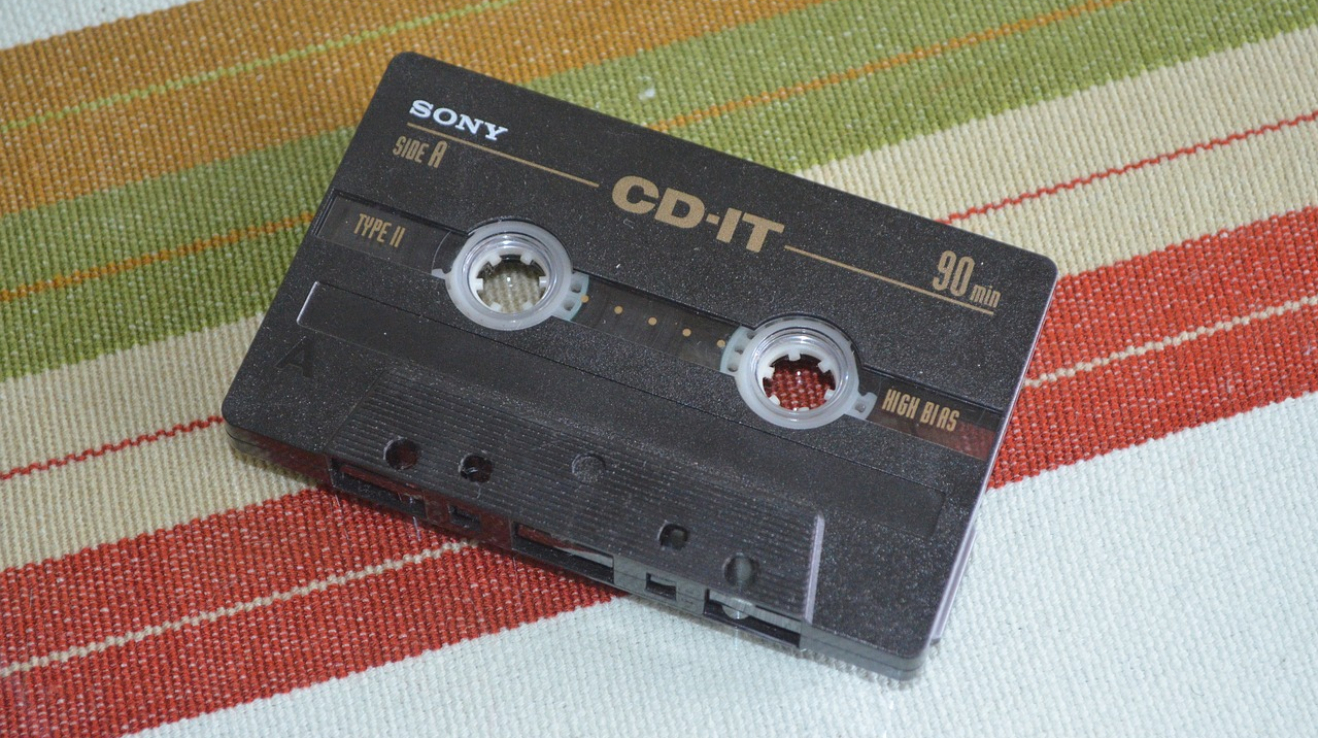 SONY
SIDE A
CD-IT
90 min
TYPE II
HIGH BIAS
A